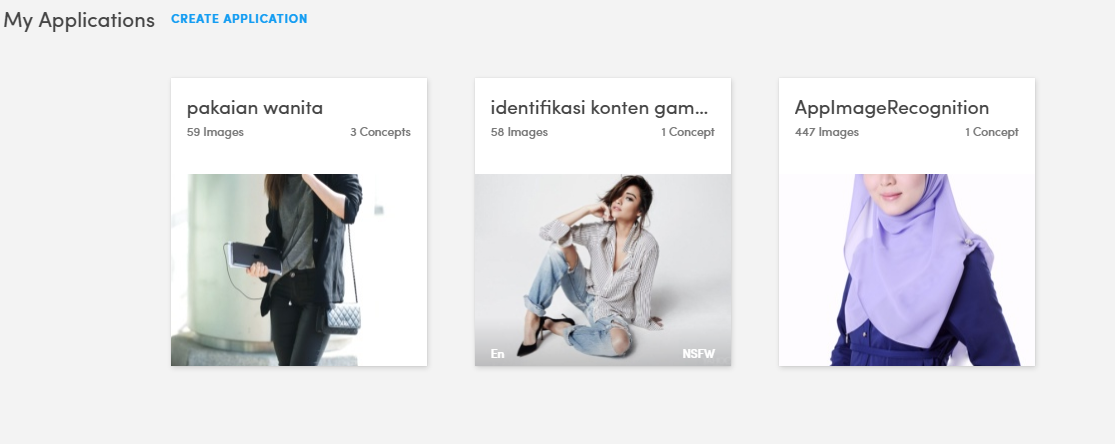 My Applications
CREATE APPLICATION
pakaian wanita
59 Images
3 Concepts
identifikasi konten gam...
58 Images
1 Concept
En
NSFW
AppImageRecognition
447 Images
1 Concept